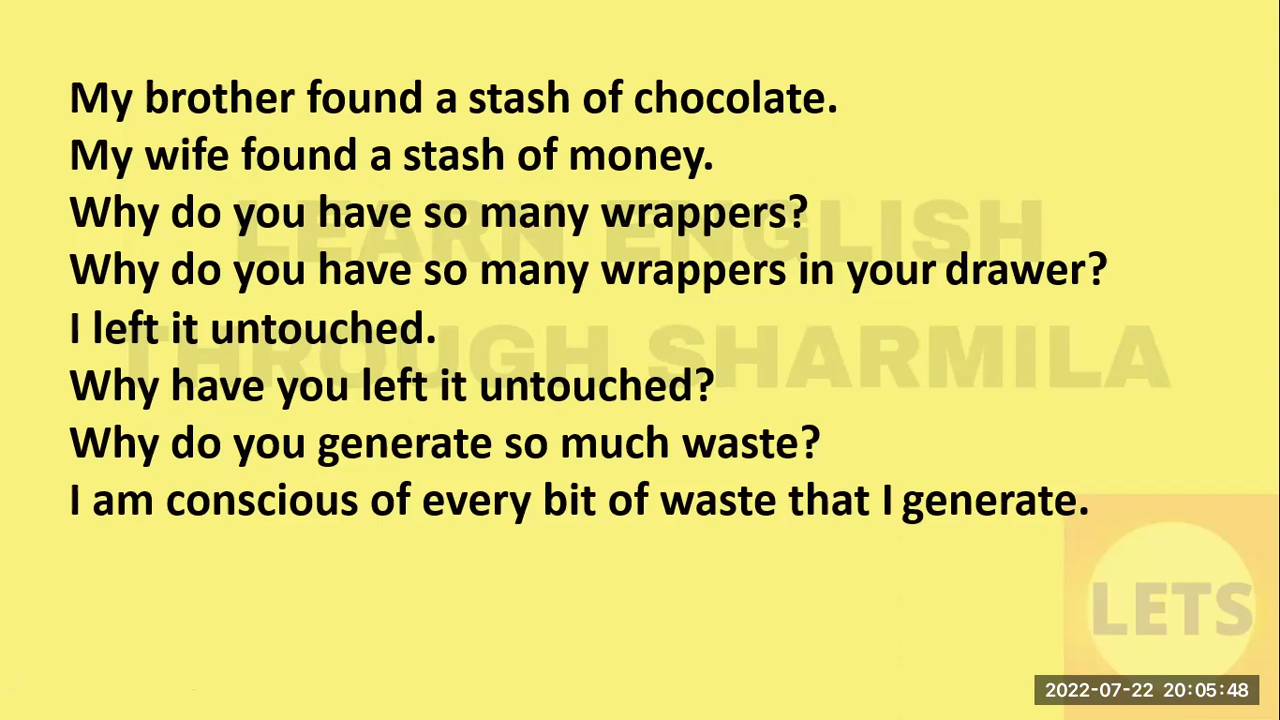 My brother found a stash of chocolate.
My wife found a stash of money.
Why do you have so many wrappers?
Why do you have so many wrappers in your drawer?
I left it untouched.
Why have you left it untouched?
Why do you generate so much waste?
I am conscious of every bit of waste that I generate.
LEARN ENGLISH
THROUGH SHARMILA
LETS
2022-07-22 20:05:48